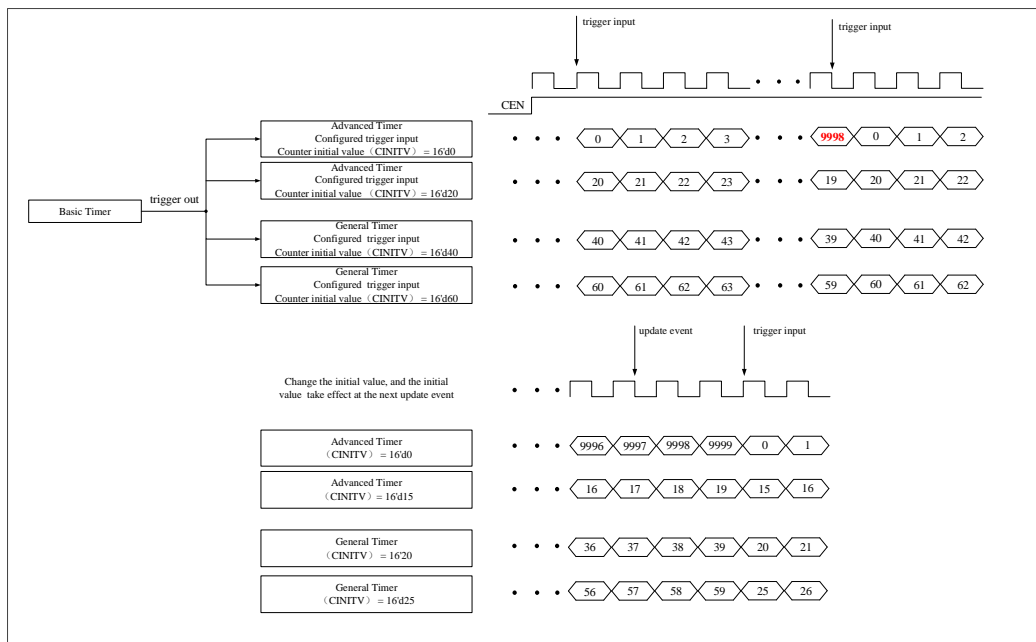 trigger input
trigger input
CEN
Advanced Timer
Configured trigger input
Counter initial value（CINITV）= 16'd0
• • • 0 1 2 3 • • • 9998 0 1 2
Advanced Timer
Configured trigger input
Counter initial value （CINITV）= 16'd20
• • • 20 21 22 23 • • • 19 20 21 22
Basic Timer
trigger out
General Timer
Configured trigger input
Counter initial value（CINITV）= 16'd40
• • • 40 41 42 43 • • • 39 40 41 42
General Timer
Configured trigger input
Counter initial value（CINITV）= 16'd60
• • • 60 61 62 63 • • • 59 60 61 62
update event
trigger input
Change the initial value, and the initial
value take effect at the next update event
Advanced Timer
（CINITV）= 16'd0
• • • 9996 9997 9998 9999 0 1
Advanced Timer
（CINITV）= 16'd15
• • • 16 17 18 19 15 16
General Timer
（CINITV）= 16'20
• • • 36 37 38 39 20 21
General Timer
（CINITV）= 16'd25
• • • 56 57 58 59 25 26